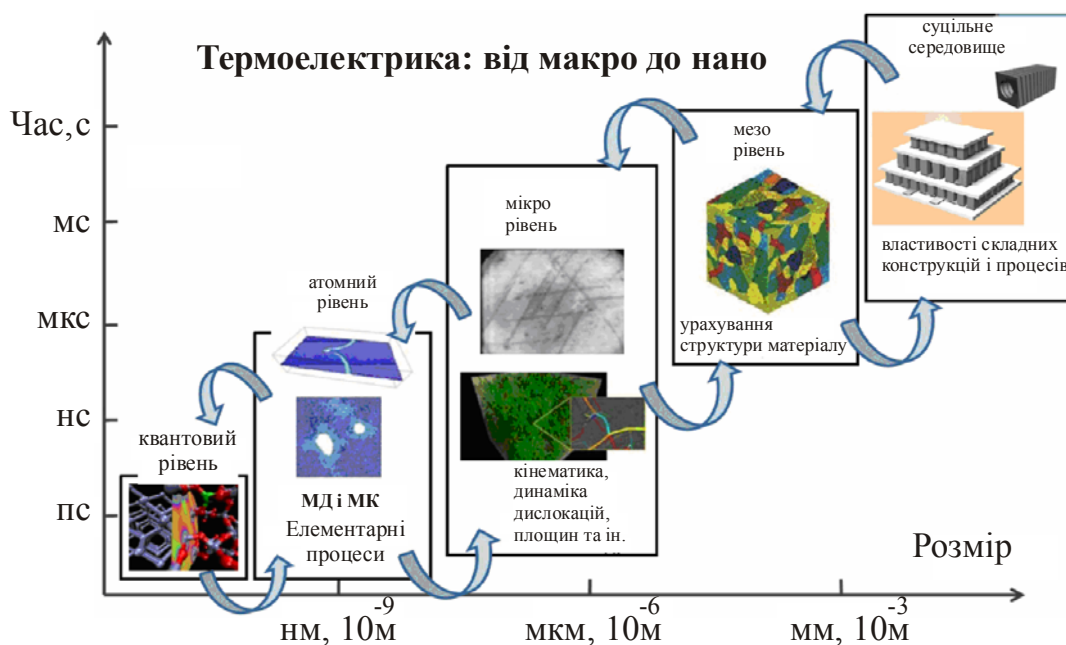 Термоелектрика: від макро до нано
Час, с
мс
мкс
нс
пс
квантовий
рівень
атомний
рівень
МД і МК
Елементарні
процеси
мікро
рівень
кінематика,
динаміка
дислокацій,
площин та ін.
мезо
рівень
урахування
структури матеріалу
суцільне
середовище
властивості складних
конструкцій і процесів
Розмір
нм, 10м⁻⁹
мкм, 10м⁻⁶
мм, 10м⁻³